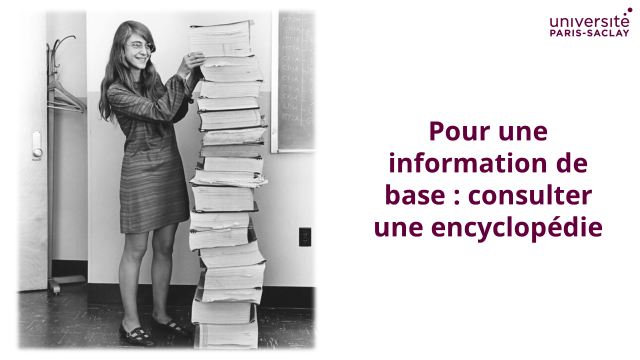 université
PARIS-SACLAY
Pour une
information de
base : consulter
une encyclopédie